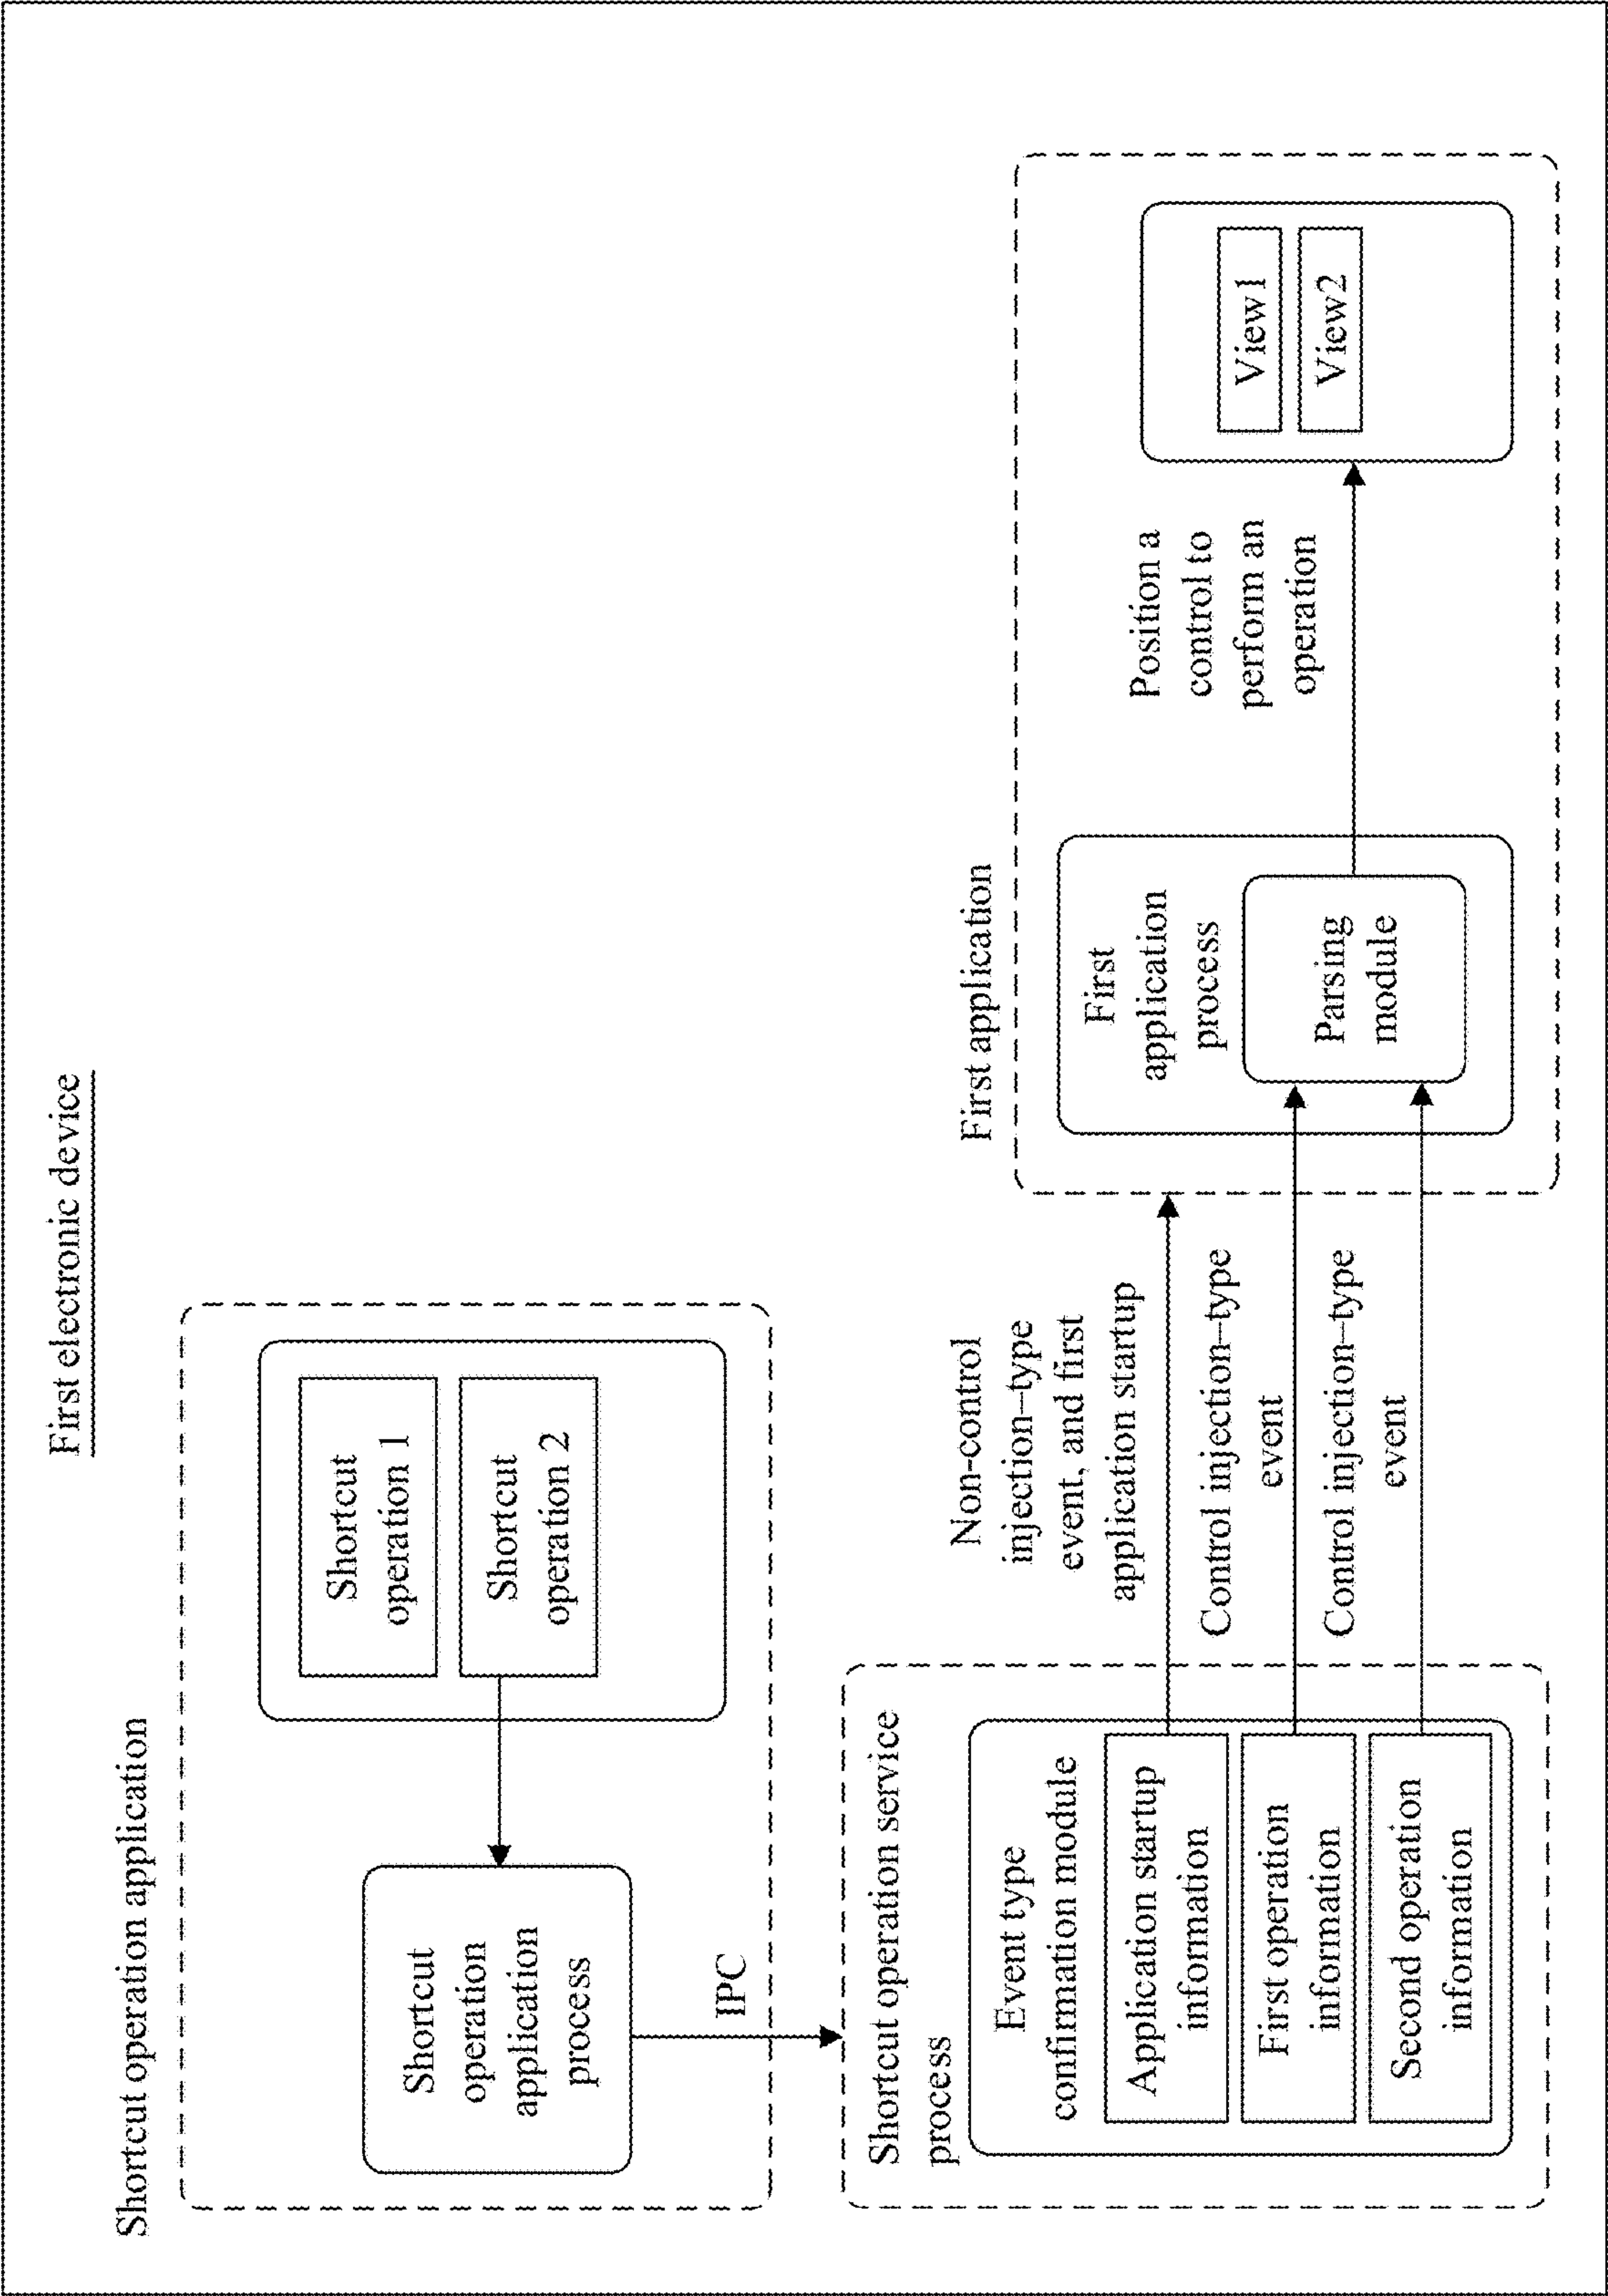 First electronic device
Shortcut operation application
Shortcut
operation
application
process
Shortcut
operation 1
Shortcut
operation 2
IPC
Shortcut operation service
process
Event type
confirmation module
Application startup
information
First operation
information
Second operation
information
Non-control
injection–type
event, and first
application startup
Control injection–type
event
Control injection–type
event
First application
First
application
process
Parsing
module
Position a
control to
perform an
operation
View1
View2